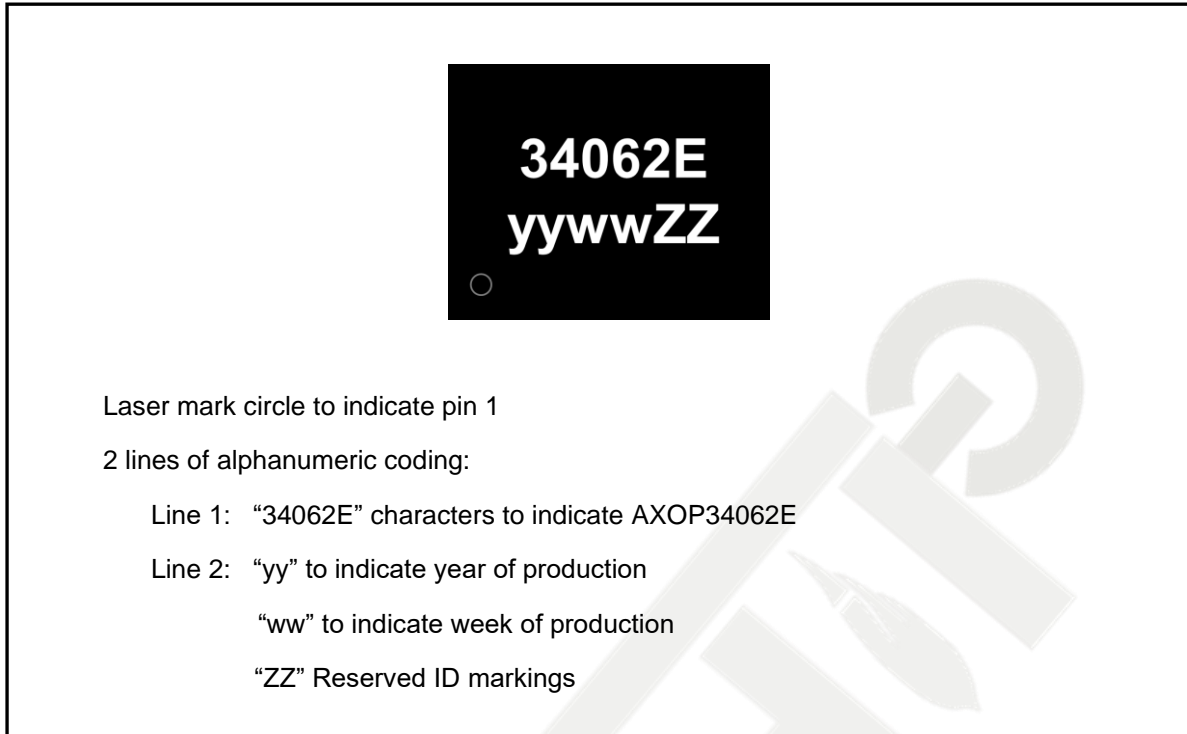 34062E
yywwZZ
Laser mark circle to indicate pin 1
2 lines of alphanumeric coding:
Line 1: “34062E” characters to indicate AXOP34062E
Line 2: “yy” to indicate year of production
“ww” to indicate week of production
“ZZ” Reserved ID markings